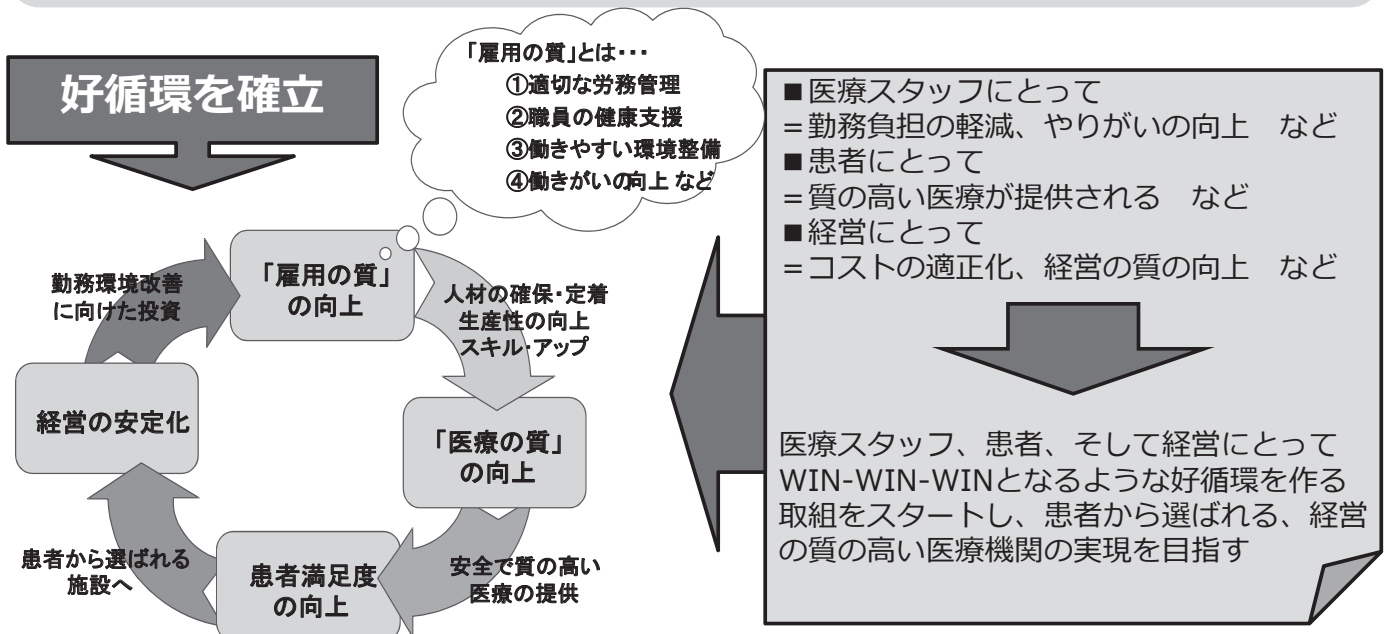 好循環を確立
「雇用の質」とは・・・
①適切な労務管理
②職員の健康支援
③働きやすい環境整備
④働きがいの向上 など
「雇用の質」
の向上
人材の確保・定着
生産性の向上
スキル・アップ
「医療の質」
の向上
安全で質の高い
医療の提供
患者満足度
の向上
患者から選ばれる
施設へ
経営の安定化
勤務環境改善
に向けた投資
■医療スタッフにとって
=勤務負担の軽減、やりがいの向上　など
■患者にとって
=質の高い医療が提供される　など
■経営にとって
=コストの適正化、経営の質の向上　など
医療スタッフ、患者、そして経営にとって
WIN-WIN-WINとなるような好循環を作る
取組をスタートし、患者から選ばれる、経営
の質の高い医療機関の実現を目指す